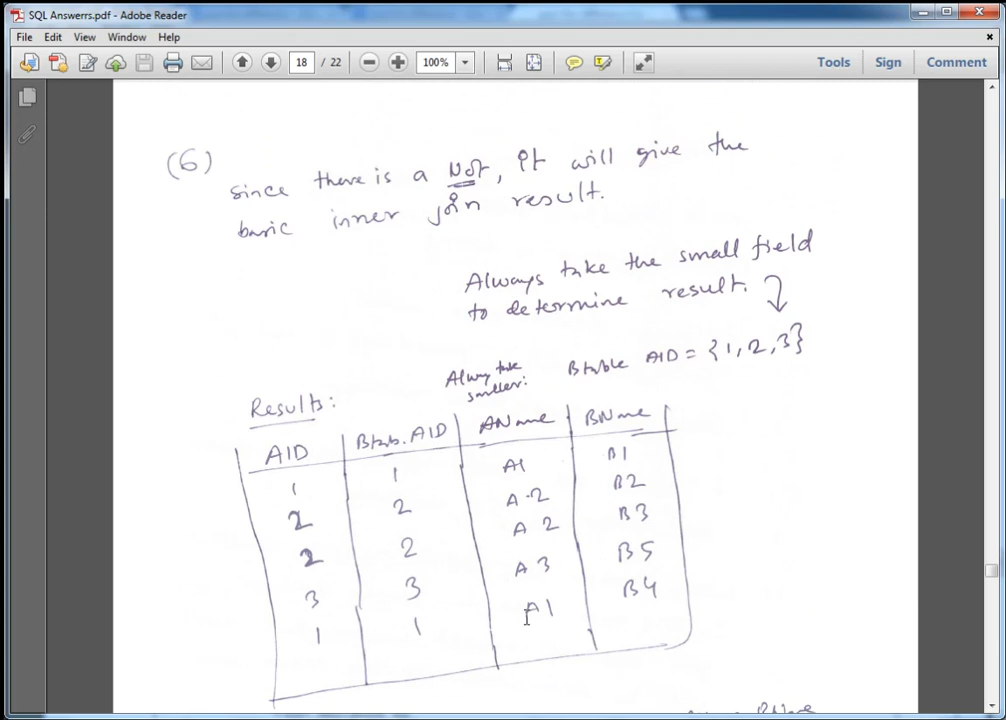 SQL Answerrs.pdf - Adobe Reader
File Edit View Window Help
18 / 22 100% Tools Sign Comment
(6)
Since there is a Not, it will give the
basic inner join result.
Always take the small field
to determine result.
Always take
smaller: Btable AID = {1, 2, 3}
Results:
AID Btab.AID AName BName
1 1 A1 B1
2 2 A2 B2
2 2 A2 B3
3 3 A3 B5
1 1 A1 B4